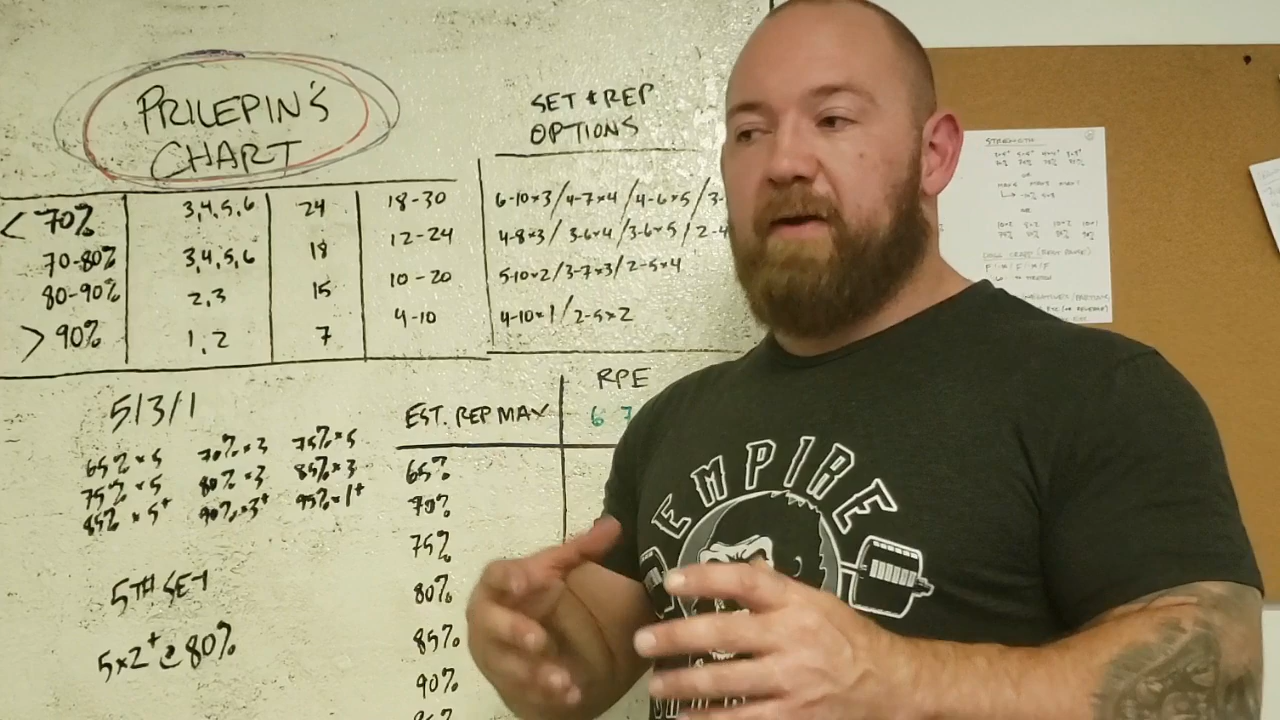 PRILEPIN'S
CHART
SET & REP
OPTIONS
< 70% 3,4,5,6 24 18-30 6-10×3/4-7×4/4-6×5/3-
70-80% 3,4,5,6 18 12-24 4-8×3/3-6×4/3-6×5/2-4
80-90% 2,3 15 10-20 5-10×2/3-7×3/2-5×4
> 90% 1,2 7 4-10 4-10×1/2-5×2
5/3/1
65%×5 70%×3 75%×5
75%×5 80%×3 85%×3
85%×5+ 90%×3+ 95%×1+
5TH SET
5×2+@80%
RPE
EST. REP MAX 6 7
65%
70%
75%
80%
85%
90%
EMPIRE
STRENGTH
OR
OR